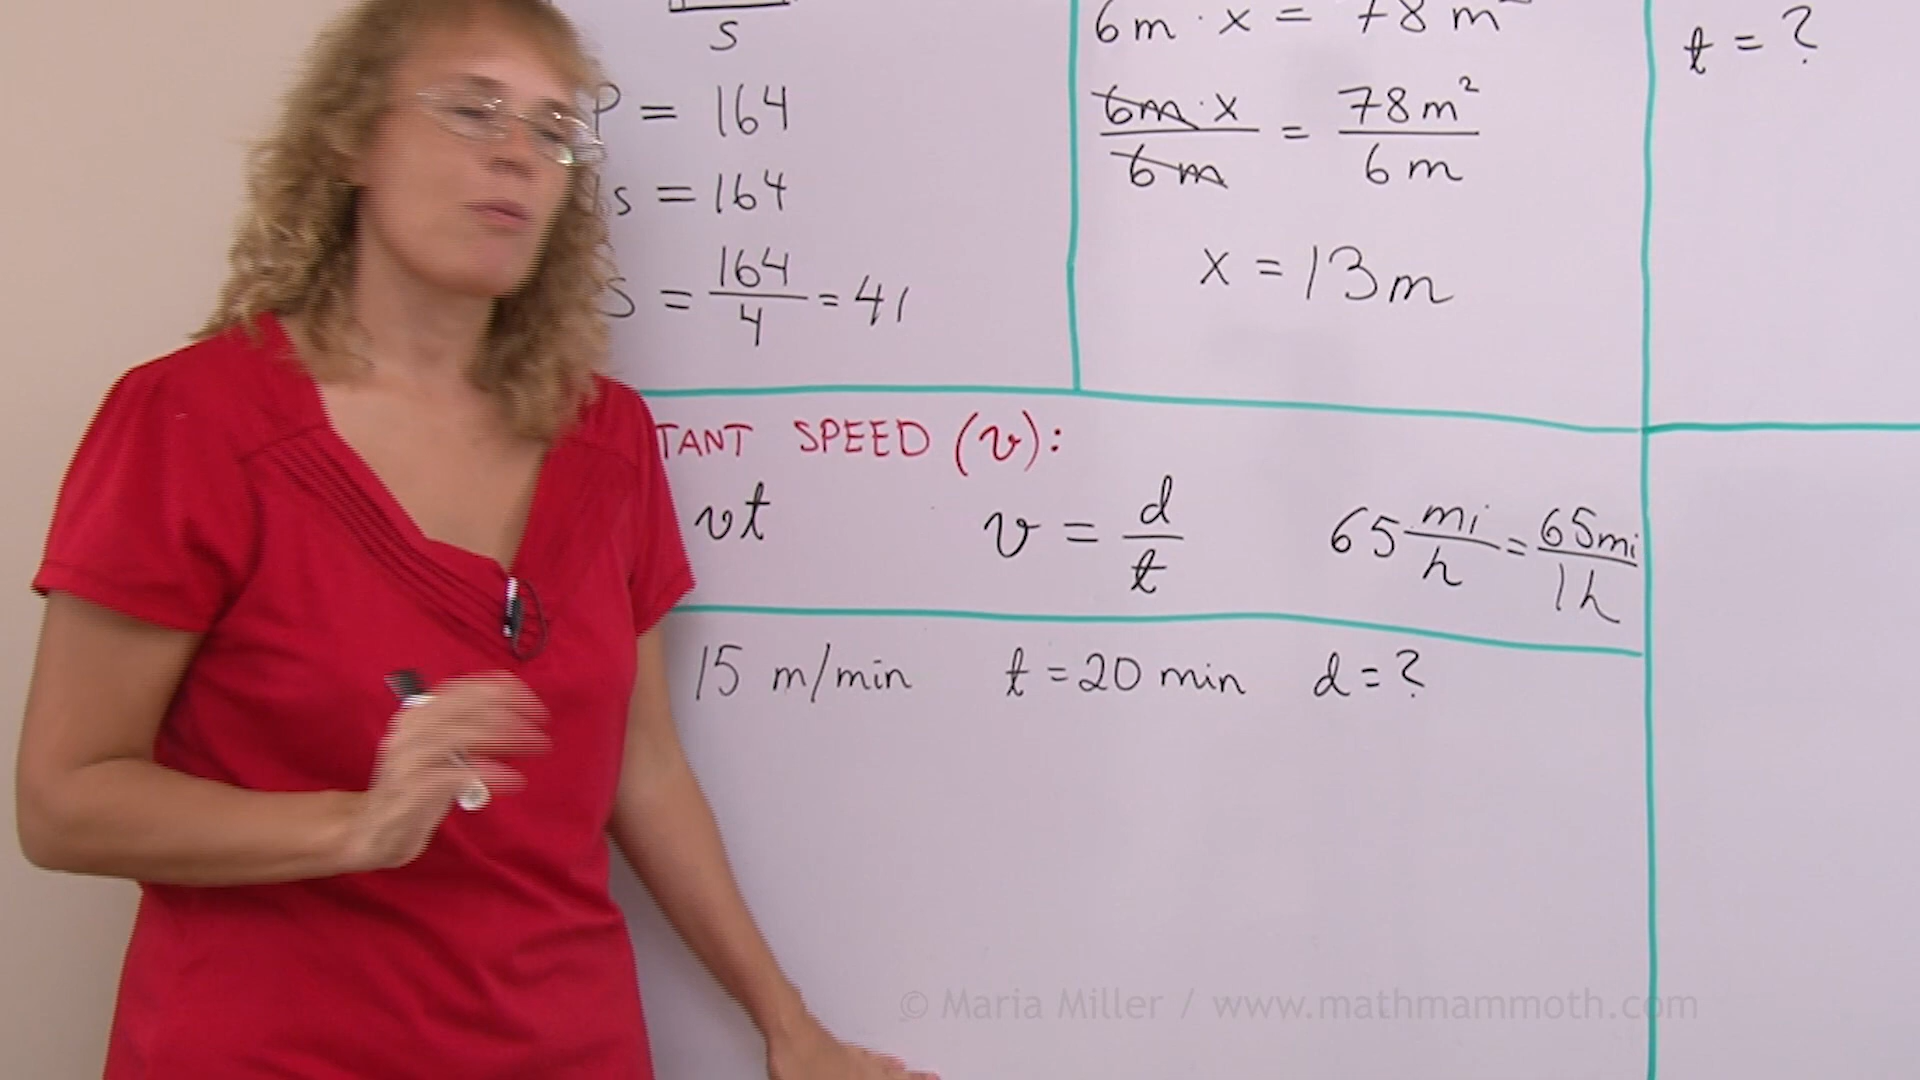 s
P = 164
s = 164
S = 164/4 = 41
6m · x = 78 m²
6m · x / 6m = 78m² / 6m
x = 13m
t = ?
TANT SPEED (v):
vt
v = d/t
65 mi/h = 65mi/1h
15 m/min t = 20 min d = ?
© Maria Miller / www.mathmammoth.com